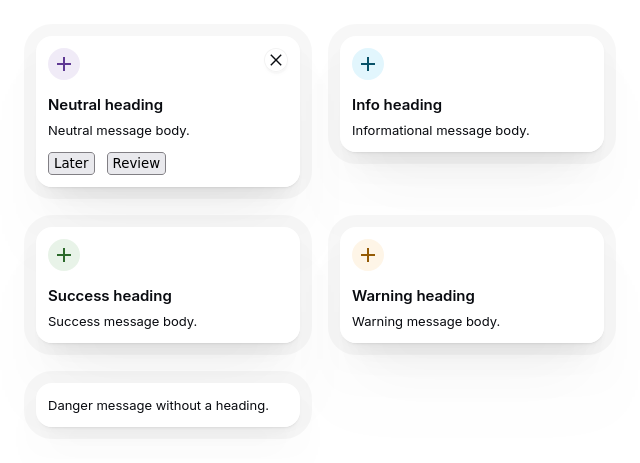 Neutral heading
Neutral message body.
Later Review
Info heading
Informational message body.
Success heading
Success message body.
Warning heading
Warning message body.
Danger message without a heading.